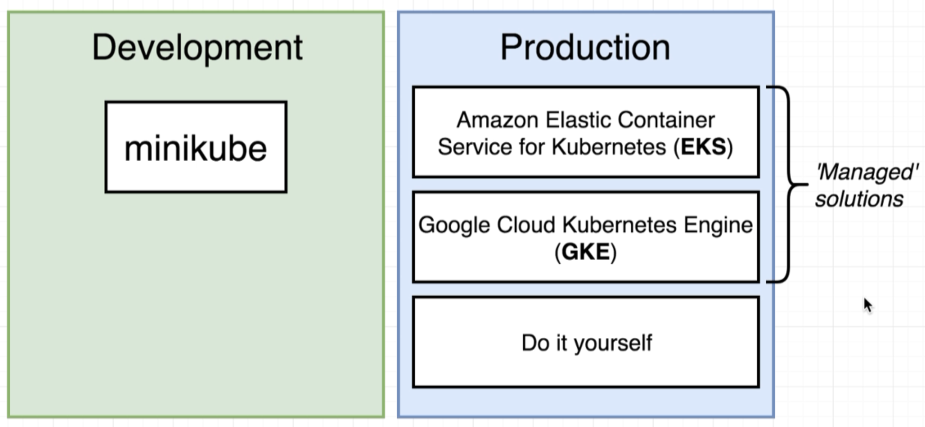 Development
minikube
Production
Amazon Elastic Container
Service for Kubernetes (EKS)
Google Cloud Kubernetes Engine
(GKE)
Do it yourself
'Managed'
solutions